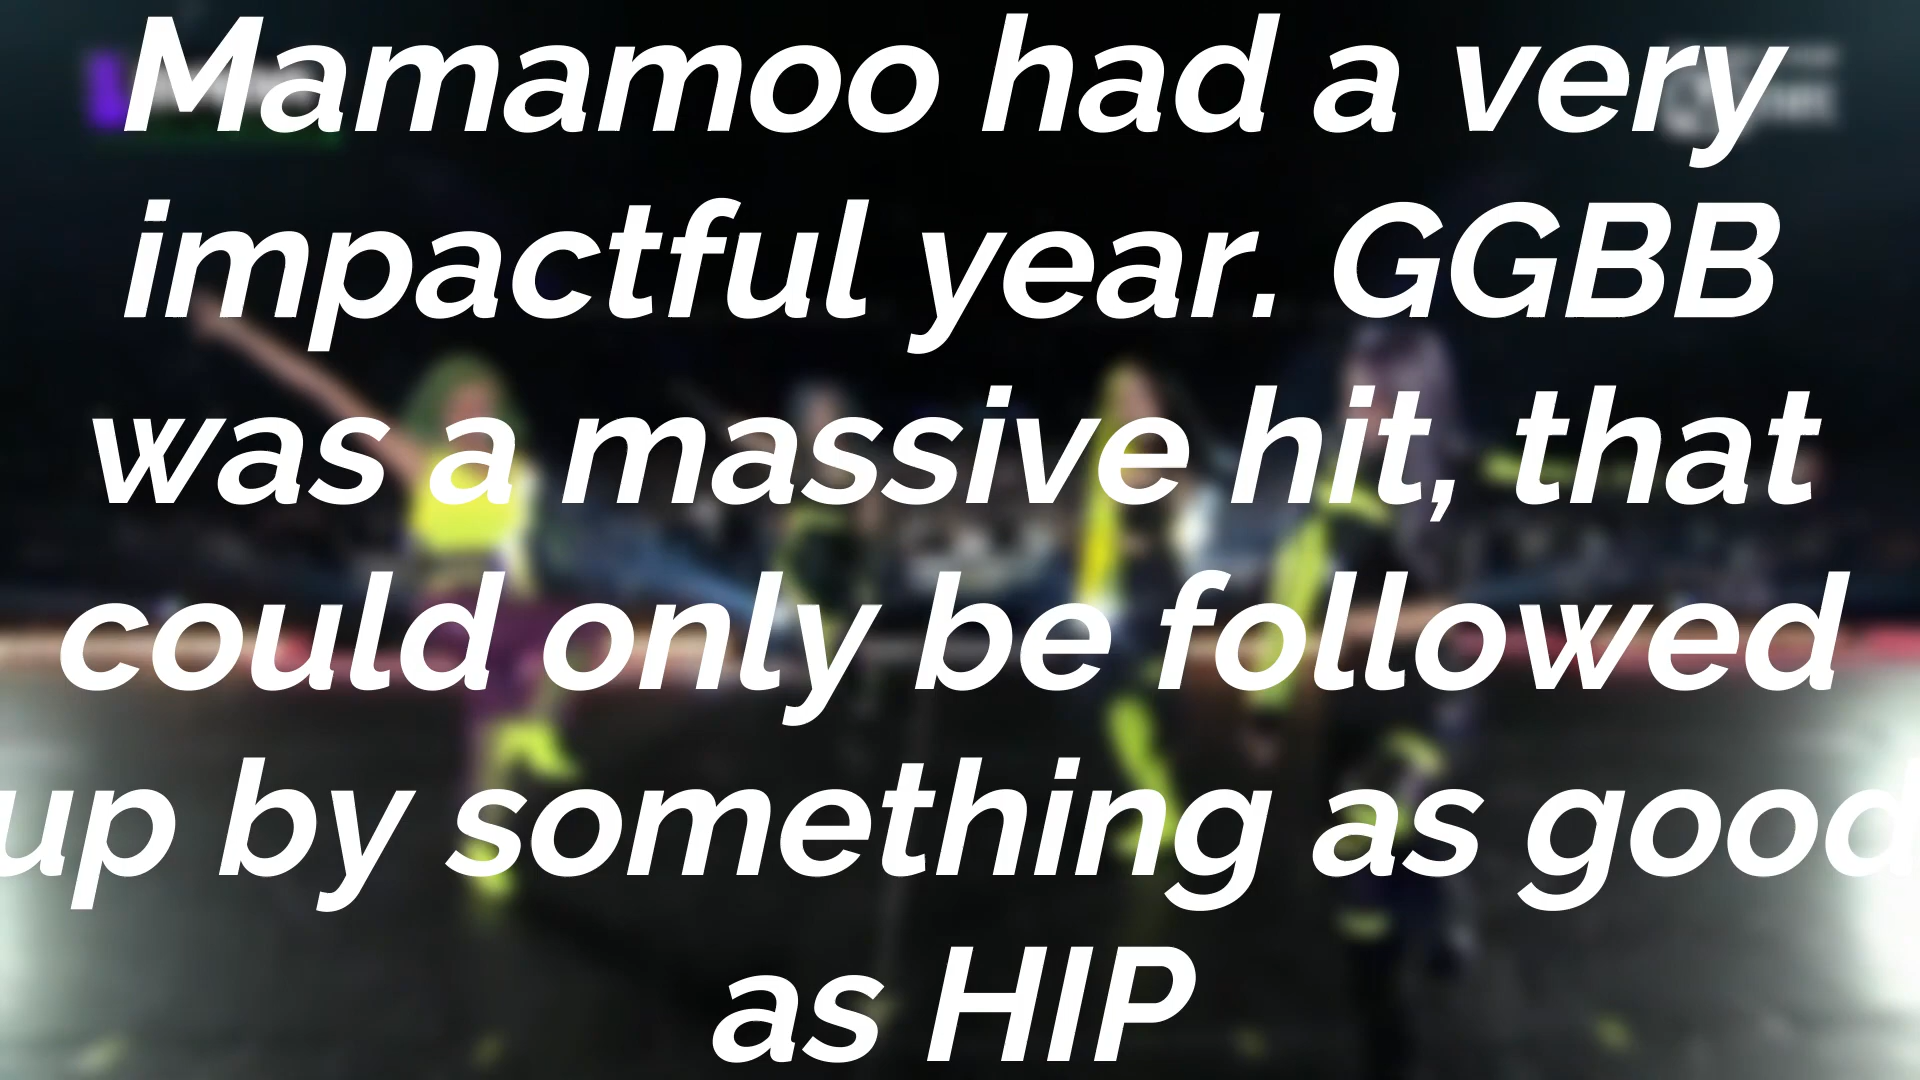 Mamamoo had a very
impactful year. GGBB
was a massive hit, that
could only be followed
up by something as good
as HIP